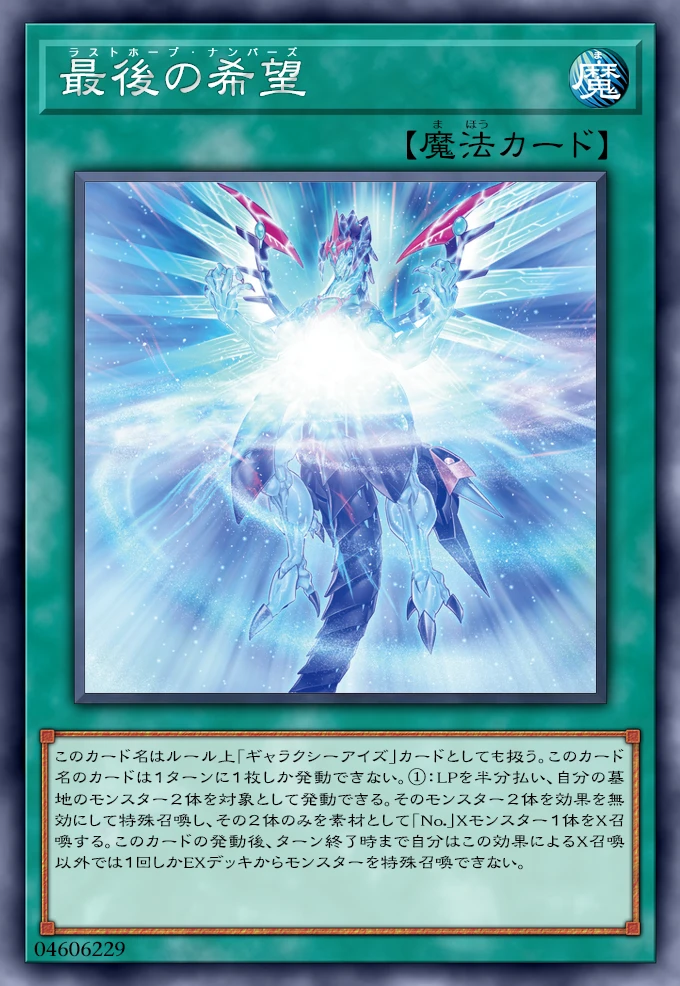 ラストホープ・ナンバーズ
最後の希望
ま
魔
まほう
【魔法カード】
このカード名はルール上「ギャラクシーアイズ」カードとしても扱う。このカード
名のカードは1ターンに1枚しか発動できない。①:LPを半分払い、自分の墓
地のモンスター2体を対象として発動できる。そのモンスター2体を効果を無
効にして特殊召喚し、その2体のみを素材として「No.」Xモンスター1体をX召
喚する。このカードの発動後、ターン終了時まで自分はこの効果によるX召喚
以外では1回しかEXデッキからモンスターを特殊召喚できない。
04606229